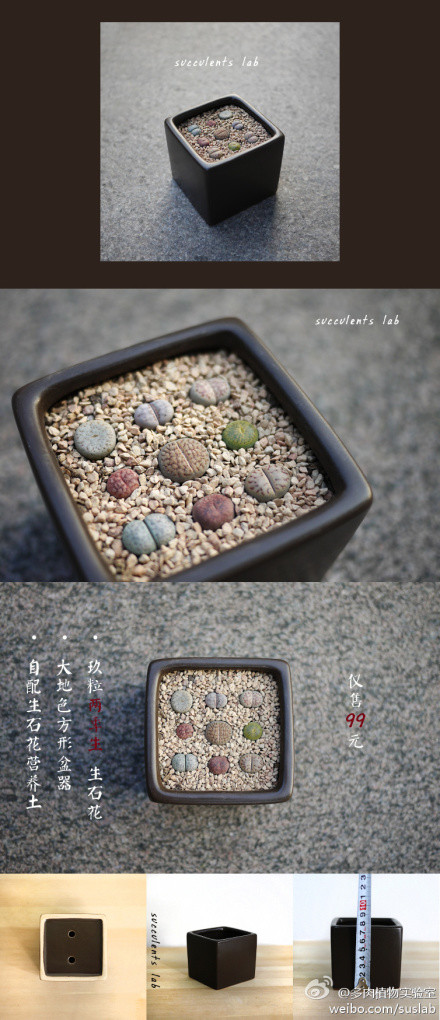 succulents lab
succulents lab
· 玖粒两年生 生石花
· 大地色方形盆器
· 自配生石花营养土
仅售99元
succulents lab
@多肉植物实验室
weibo.com/suslab